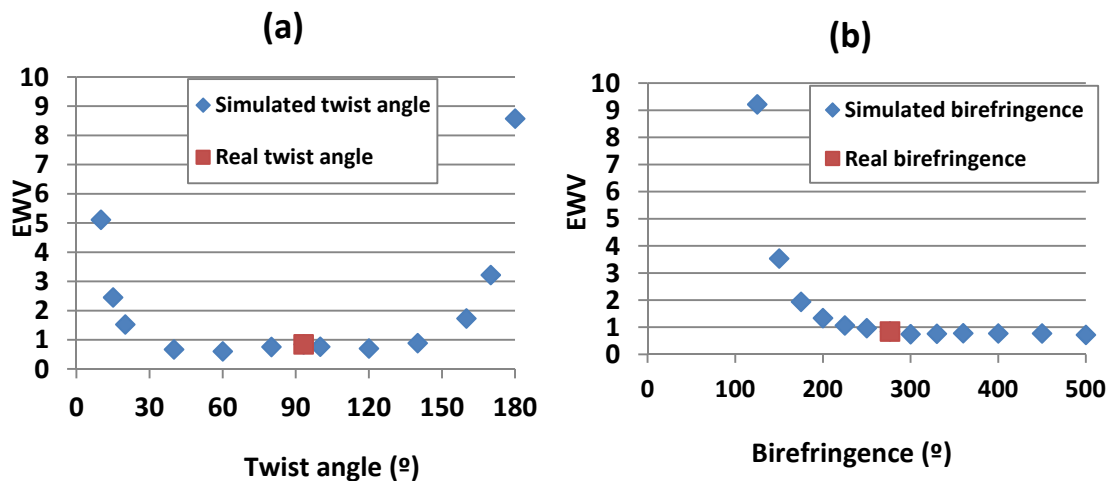 (a)
10
9
8
7
6
5
4
3
2
1
0
EWV
Simulated twist angle
Real twist angle
0 30 60 90 120 150 180
Twist angle (º)
(b)
10
9
8
7
6
5
4
3
2
1
0
EWV
Simulated birefringence
Real birefringence
0 100 200 300 400 500
Birefringence (º)